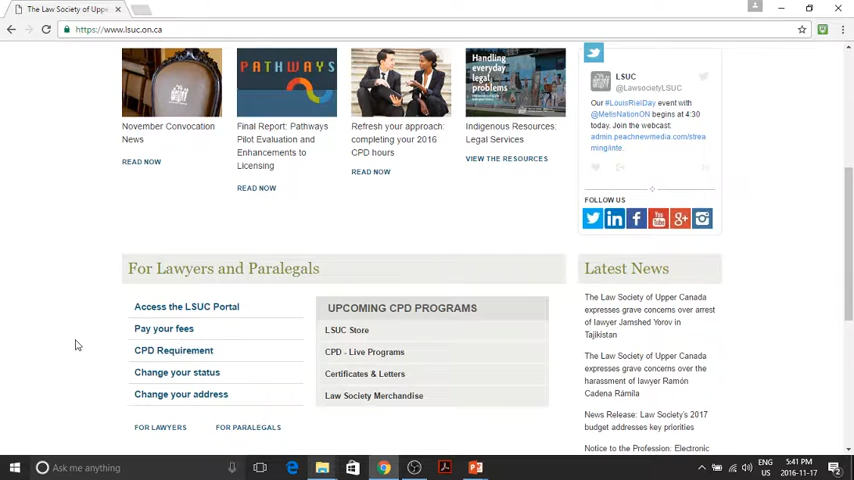 The Law Society of Uppe
https://www.lsuc.on.ca
PATHWAYS
Handling
everyday
legal
problems
November Convocation
News
READ NOW
Final Report: Pathways
Pilot Evaluation and
Enhancements to
Licensing
READ NOW
Refresh your approach:
completing your 2016
CPD hours
READ NOW
Indigenous Resources:
Legal Services
VIEW THE RESOURCES
LSUC
@LawsocietyLSUC
Our #LouisRielDay event with
@MetisNationON begins at 4:30
today. Join the webcast:
admin.peachnewmedia.com/strea
ming/inte.
FOLLOW US
For Lawyers and Paralegals
Access the LSUC Portal
Pay your fees
CPD Requirement
Change your status
Change your address
FOR LAWYERS
FOR PARALEGALS
UPCOMING CPD PROGRAMS
LSUC Store
CPD - Live Programs
Certificates & Letters
Law Society Merchandise
Latest News
The Law Society of Upper Canada
expresses grave concerns over arrest
of lawyer Jamshed Yorov in
Tajikistan
The Law Society of Upper Canada
expresses grave concerns over the
harassment of lawyer Ramón
Cadena Rámila
News Release: Law Society's 2017
budget addresses key priorities
Notice to the Profession: Electronic
Ask me anything
ENG
US
5:41 PM
2016-11-17